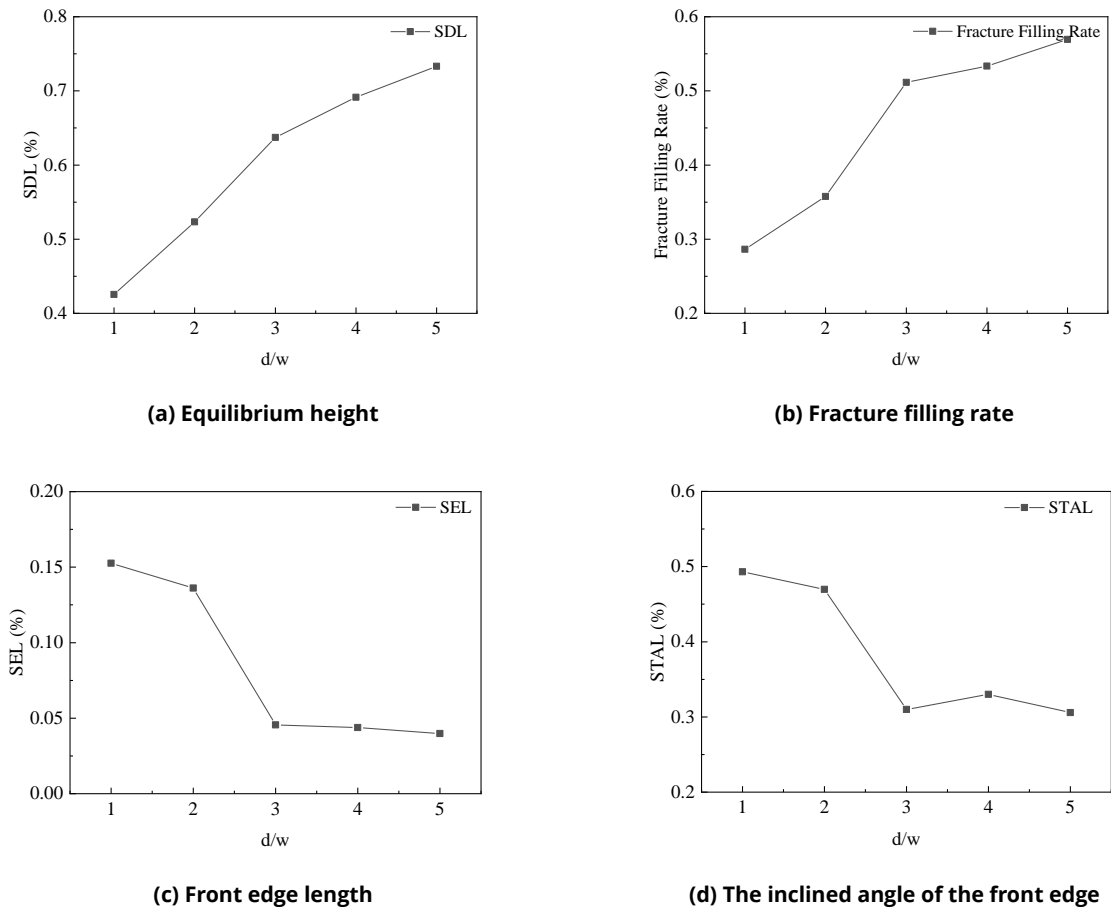 0.8
SDL
0.7
0.6
0.5
0.4
SDL (%)
1 2 3 4 5
d/w
(a) Equilibrium height
0.6
Fracture Filling Rate
0.5
0.4
0.3
0.2
Fracture Filling Rate (%)
1 2 3 4 5
d/w
(b) Fracture filling rate
0.20
SEL
0.15
0.10
0.05
0.00
SEL (%)
1 2 3 4 5
d/w
(c) Front edge length
0.6
STAL
0.5
0.4
0.3
0.2
STAL (%)
1 2 3 4 5
d/w
(d) The inclined angle of the front edge